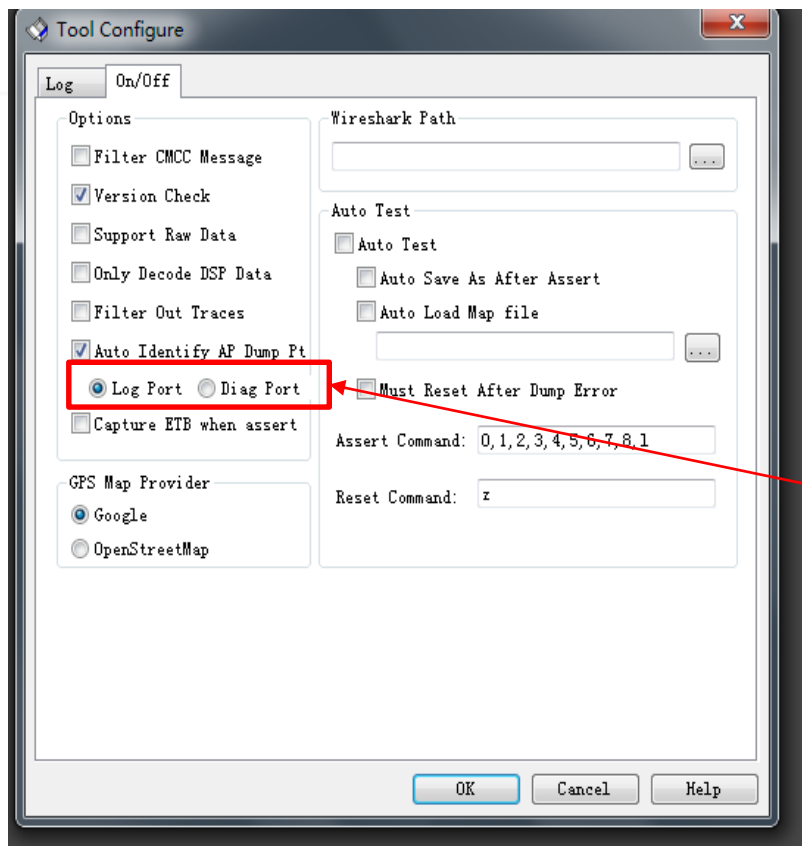 Tool Configure
Log
On/Off
Options
Filter CMCC Message
Version Check
Support Raw Data
Only Decode DSP Data
Filter Out Traces
Auto Identify AP Dump Pt
Log Port
Diag Port
Capture ETB when assert
GPS Map Provider
Google
OpenStreetMap
Wireshark Path
...
Auto Test
Auto Test
Auto Save As After Assert
Auto Load Map file
...
Must Reset After Dump Error
Assert Command: 0,1,2,3,4,5,6,7,8,1
Reset Command: z
OK
Cancel
Help